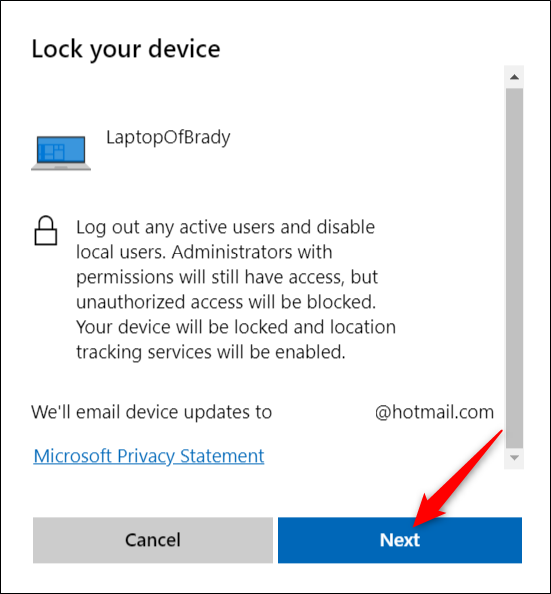 Lock your device
LaptopOfBrady
Log out any active users and disable
local users. Administrators with
permissions will still have access, but
unauthorized access will be blocked.
Your device will be locked and location
tracking services will be enabled.
We'll email device updates to @hotmail.com
Microsoft Privacy Statement
Cancel Next